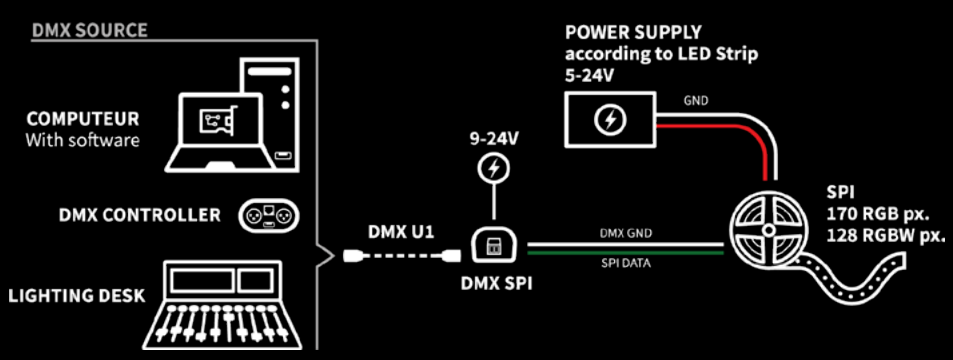 DMX SOURCE
COMPUTEUR
With software
DMX CONTROLLER
LIGHTING DESK
DMX U1
9-24V
DMX SPI
POWER SUPPLY
according to LED Strip
5-24V
GND
DMX GND
SPI DATA
SPI
170 RGB px.
128 RGBW px.